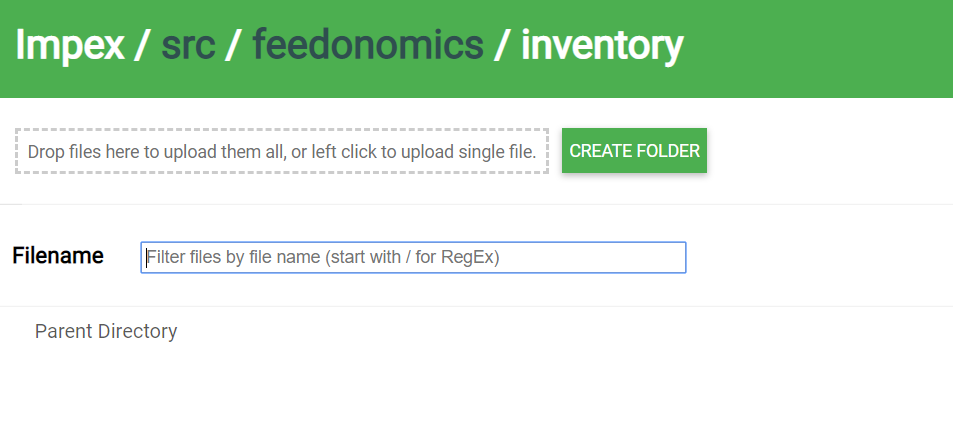 Impex / src / feedonomics / inventory
Drop files here to upload them all, or left click to upload single file.
CREATE FOLDER
Filename
Filter files by file name (start with / for RegEx)
Parent Directory